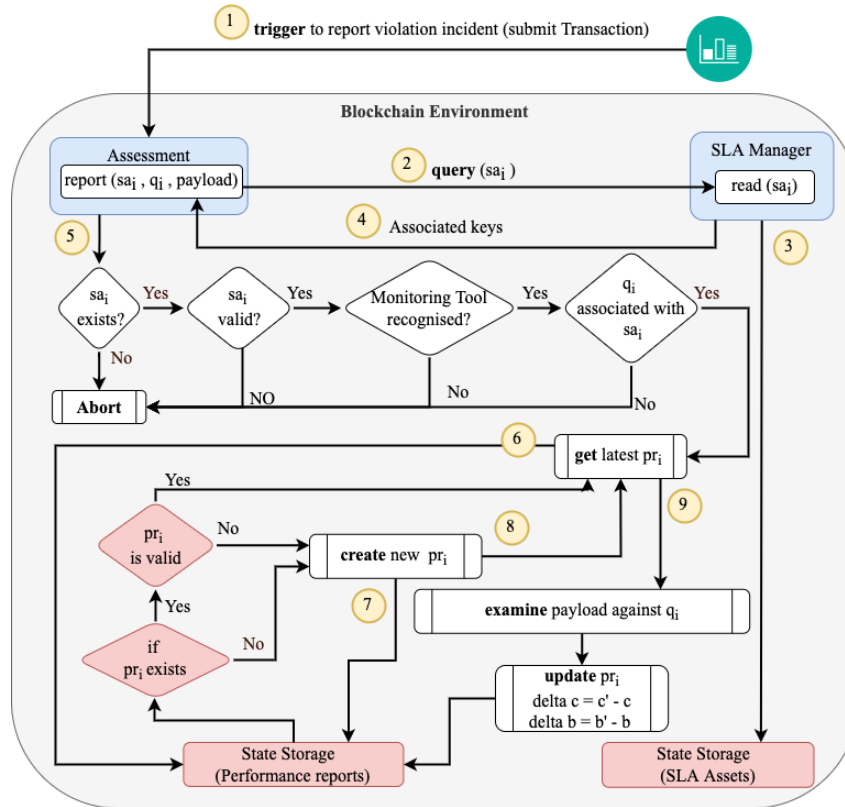 1
trigger to report violation incident (submit Transaction)
Blockchain Environment
Assessment
report (saᵢ , qᵢ , payload)
2
query (saᵢ )
SLA Manager
read (saᵢ)
4
Associated keys
5
3
saᵢ
exists?
Yes
saᵢ
valid?
Yes
Monitoring Tool
recognised?
Yes
qᵢ
associated with
saᵢ
Yes
No
NO
No
No
Abort
6
get latest prᵢ
Yes
9
prᵢ
is valid
No
8
create new prᵢ
7
Yes
examine payload against qᵢ
if
prᵢ exists
No
update prᵢ
delta c = c' - c
delta b = b' - b
State Storage
(Performance reports)
State Storage
(SLA Assets)